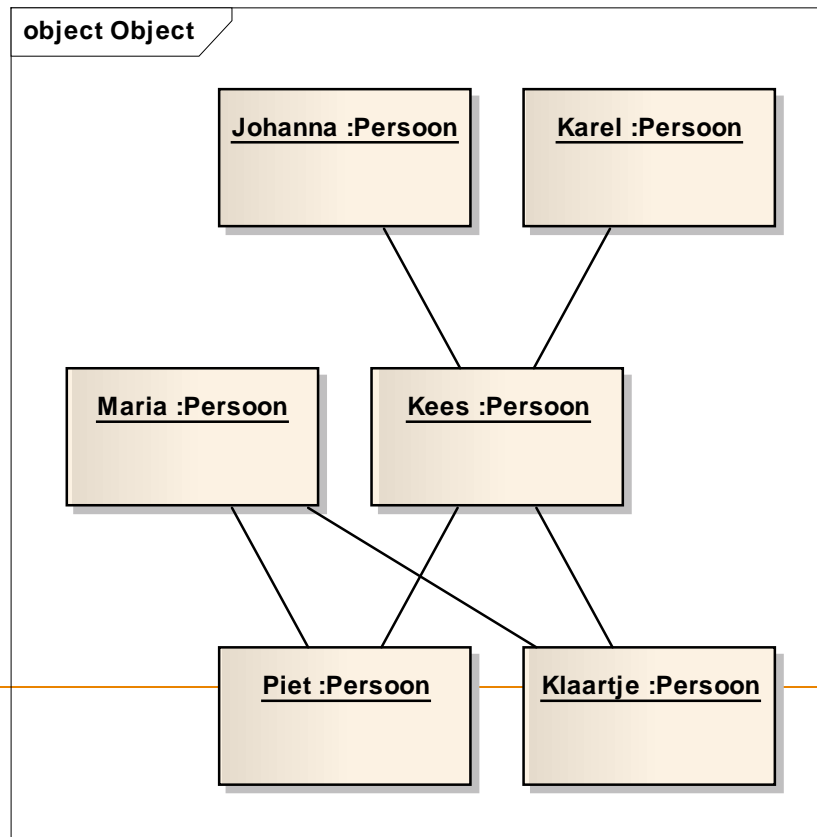 object Object
Johanna :Persoon
Karel :Persoon
Maria :Persoon
Kees :Persoon
Piet :Persoon
Klaartje :Persoon